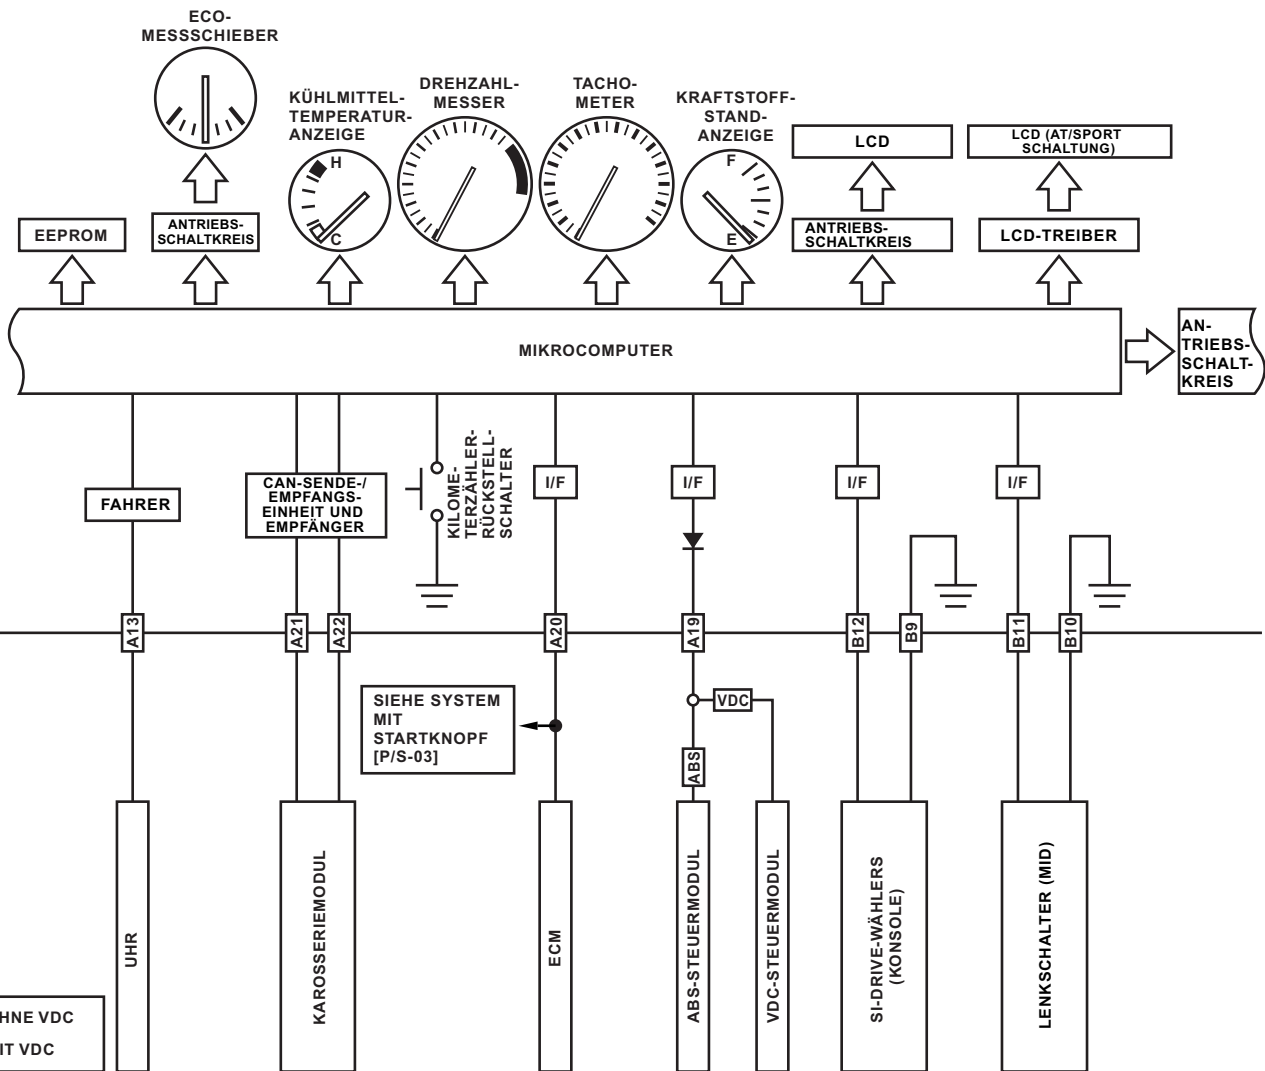 ECO-
MESSSCHIEBER
KÜHLMITTEL-
TEMPERATUR-
ANZEIGE
DREHZAHL-
MESSER
TACHO-
METER
KRAFTSTOFF-
STAND-
ANZEIGE
H
C
F
E
LCD
LCD (AT/SPORT
SCHALTUNG)
EEPROM
ANTRIEBS-
SCHALTKREIS
ANTRIEBS-
SCHALTKREIS
LCD-TREIBER
MIKROCOMPUTER
AN-
TRIEBS-
SCHALT-
KREIS
FAHRER
CAN-SENDE-/
EMPFANGS-
EINHEIT UND
EMPFÄNGER
KILOME-
TERZÄHLER-
RÜCKSTELL-
SCHALTER
I/F
I/F
I/F
I/F
A13
A21
A22
A20
A19
B12
B9
B11
B10
SIEHE SYSTEM
MIT
STARTKNOPF
[P/S-03]
VDC
ABS
UHR
KAROSSERIEMODUL
ECM
ABS-STEUERMODUL
VDC-STEUERMODUL
SI-DRIVE-WÄHLERS
(KONSOLE)
LENKSCHALTER (MID)
HNE VDC
IT VDC